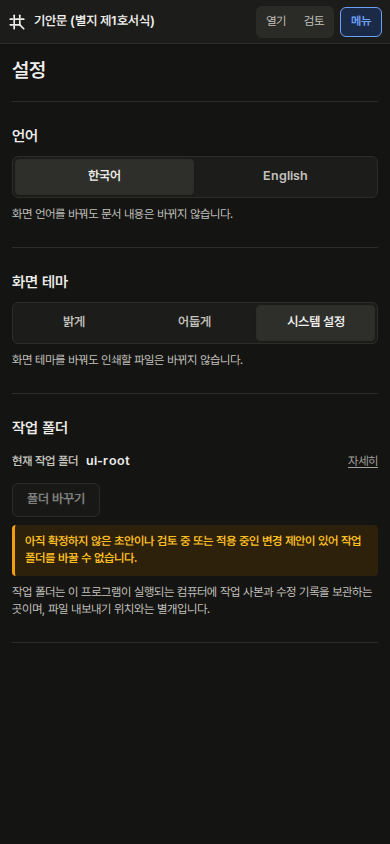 기안문 (별지 제1호서식)
열기
검토
메뉴
설정
언어
한국어
English
화면 언어를 바꿔도 문서 내용은 바뀌지 않습니다.
화면 테마
밝게
어둡게
시스템 설정
화면 테마를 바꿔도 인쇄할 파일은 바뀌지 않습니다.
작업 폴더
현재 작업 폴더 ui-root
자세히
폴더 바꾸기
아직 확정하지 않은 초안이나 검토 중 또는 적용 중인 변경 제안이 있어 작업
폴더를 바꿀 수 없습니다.
작업 폴더는 이 프로그램이 실행되는 컴퓨터에 작업 사본과 수정 기록을 보관하는
곳이며, 파일 내보내기 위치와는 별개입니다.